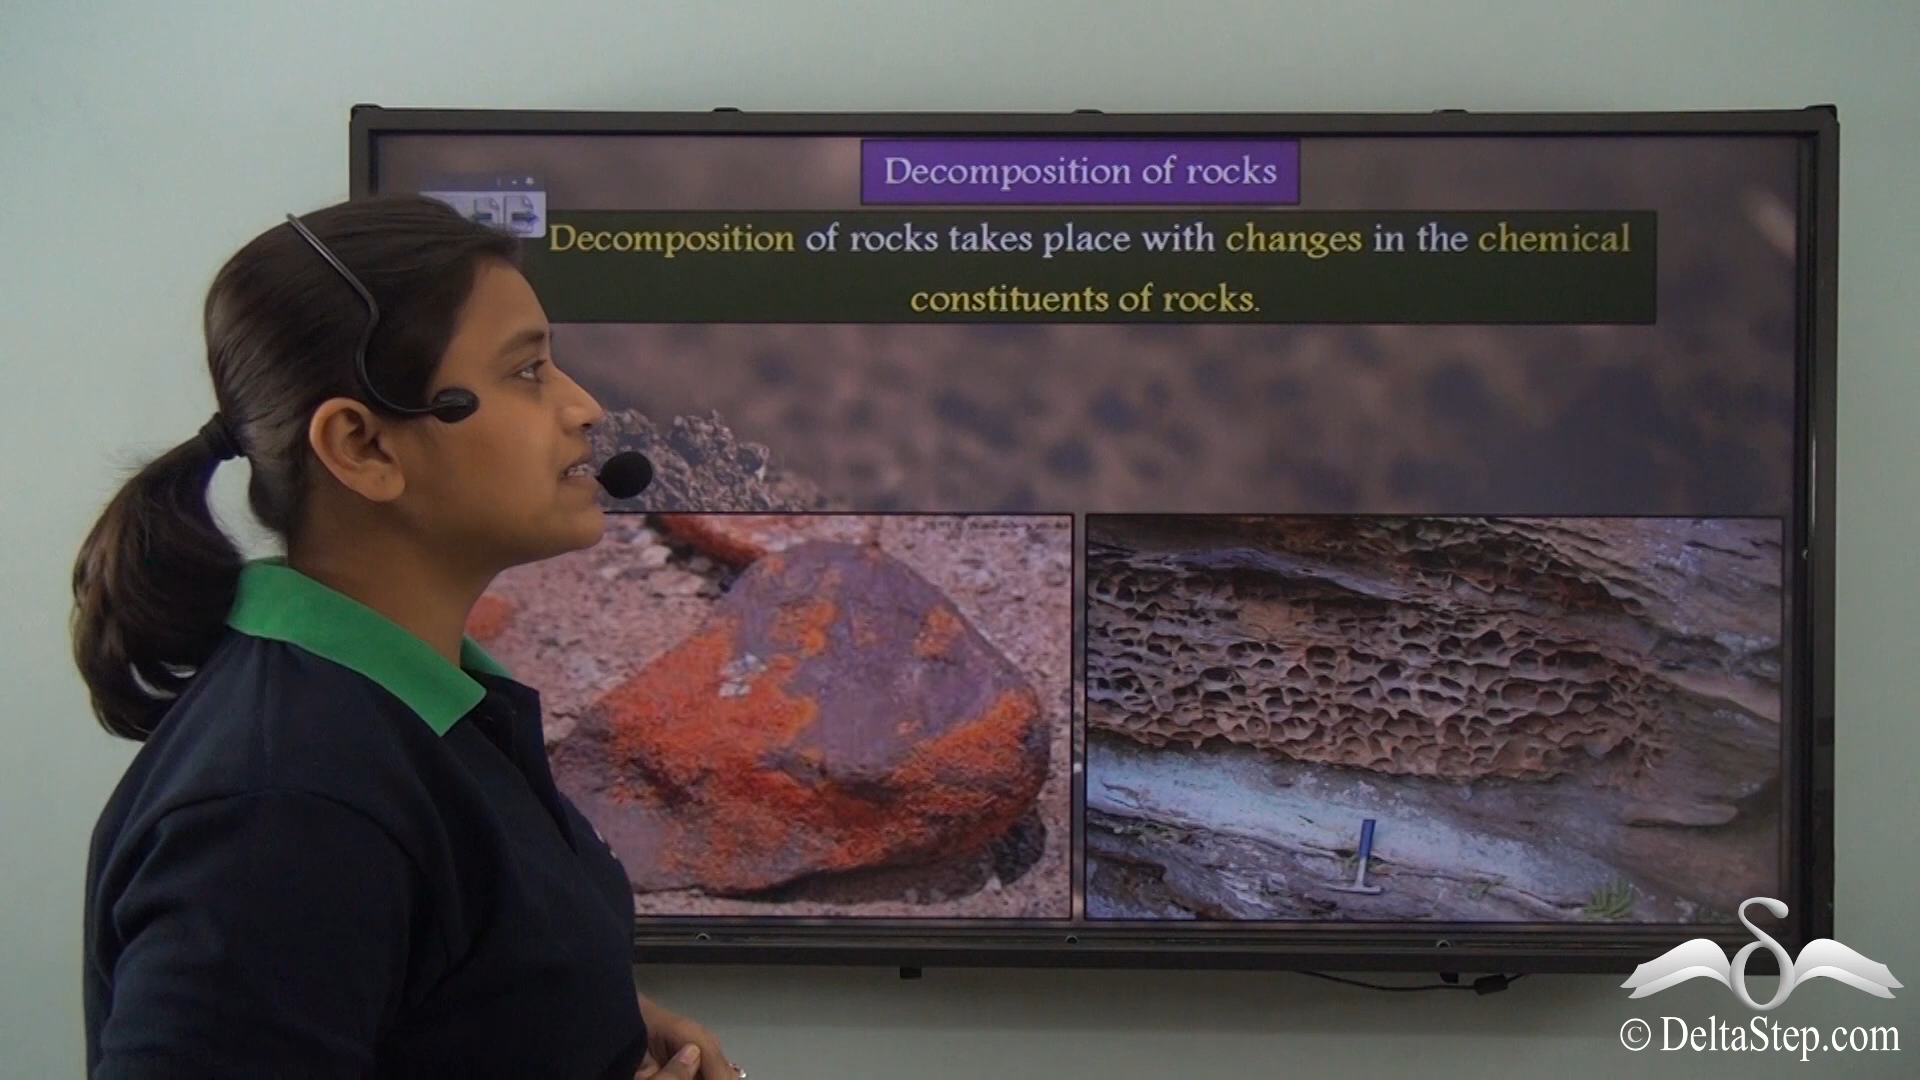 Decomposition of rocks
Decomposition of rocks takes place with changes in the chemical
constituents of rocks.
© DeltaStep.com